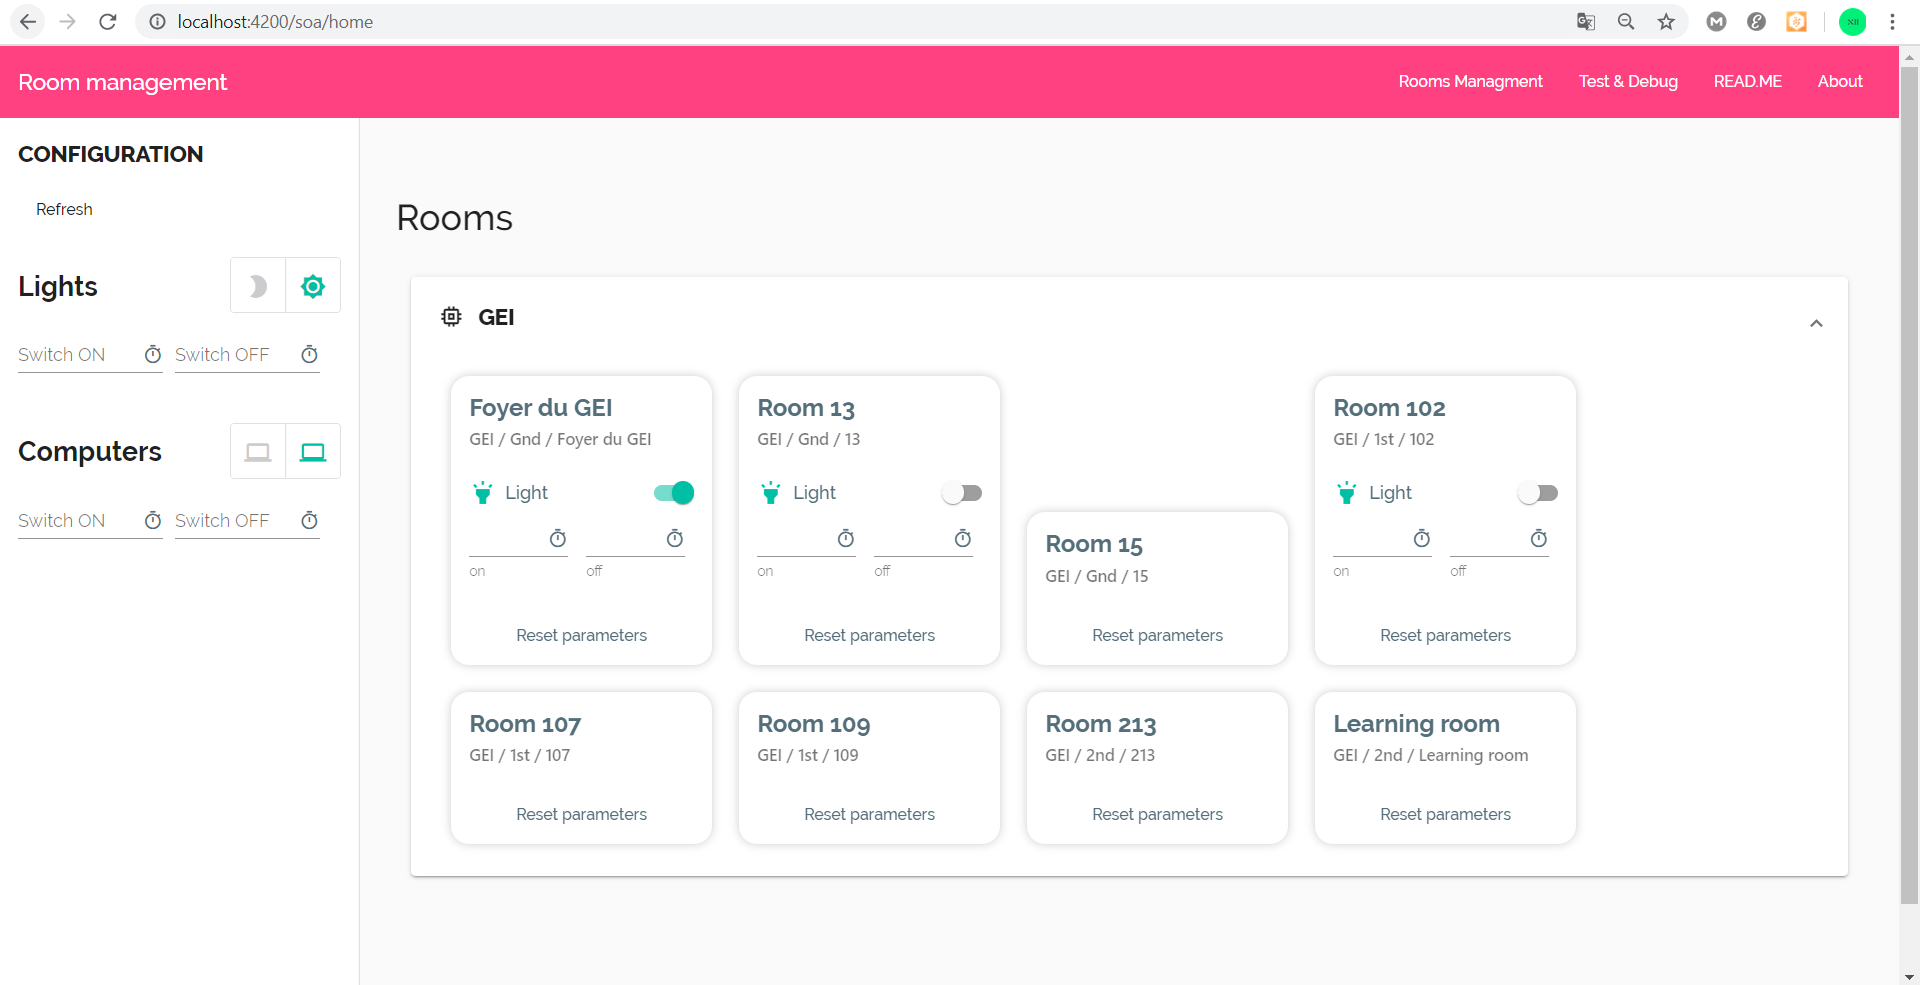 localhost:4200/soa/home
Room management
Rooms Managment
Test & Debug
READ.ME
About
CONFIGURATION
Refresh
Lights
Switch ON
Switch OFF
Computers
Switch ON
Switch OFF
Rooms
GEI
Foyer du GEI
GEI / Gnd / Foyer du GEI
Light
on
off
Reset parameters
Room 13
GEI / Gnd / 13
Light
on
off
Reset parameters
Room 15
GEI / Gnd / 15
Reset parameters
Room 102
GEI / 1st / 102
Light
on
off
Reset parameters
Room 107
GEI / 1st / 107
Reset parameters
Room 109
GEI / 1st / 109
Reset parameters
Room 213
GEI / 2nd / 213
Reset parameters
Learning room
GEI / 2nd / Learning room
Reset parameters